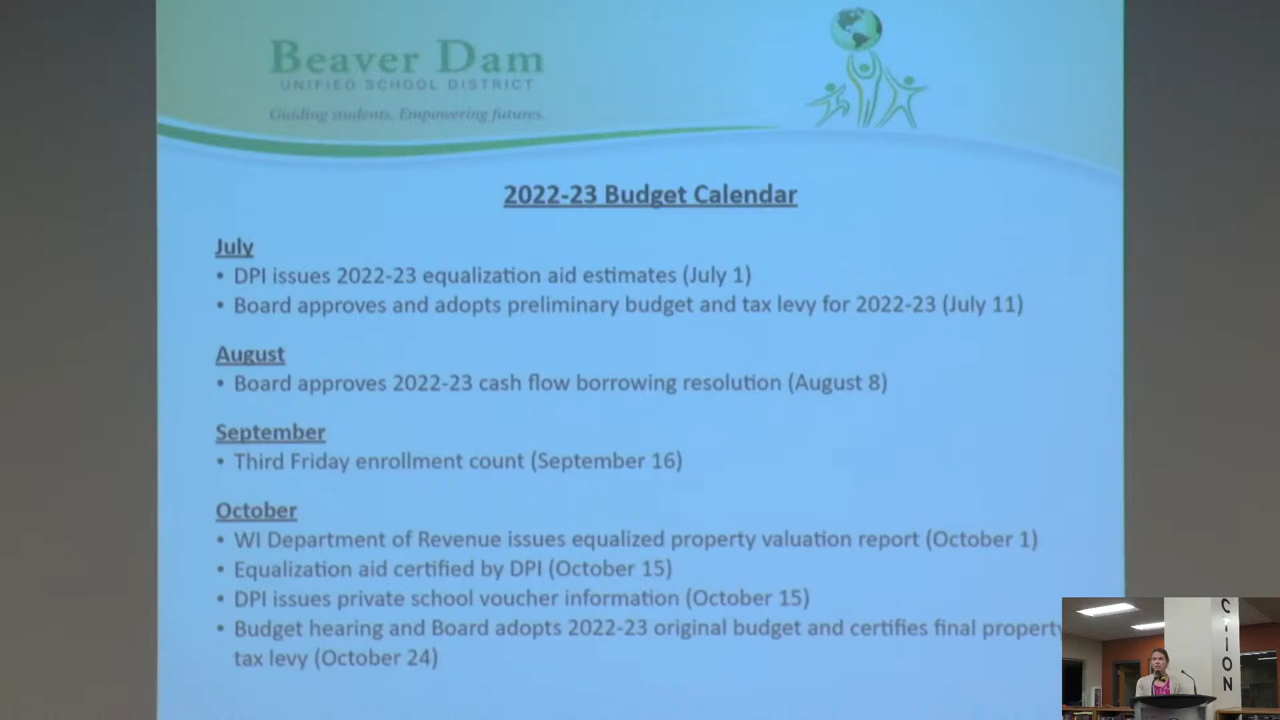 Beaver Dam
UNIFIED SCHOOL DISTRICT
Guiding students. Empowering futures.
2022-23 Budget Calendar
July
• DPI issues 2022-23 equalization aid estimates (July 1)
• Board approves and adopts preliminary budget and tax levy for 2022-23 (July 11)
August
• Board approves 2022-23 cash flow borrowing resolution (August 8)
September
• Third Friday enrollment count (September 16)
October
• WI Department of Revenue issues equalized property valuation report (October 1)
• Equalization aid certified by DPI (October 15)
• DPI issues private school voucher information (October 15)
• Budget hearing and Board adopts 2022-23 original budget and certifies final property
tax levy (October 24)